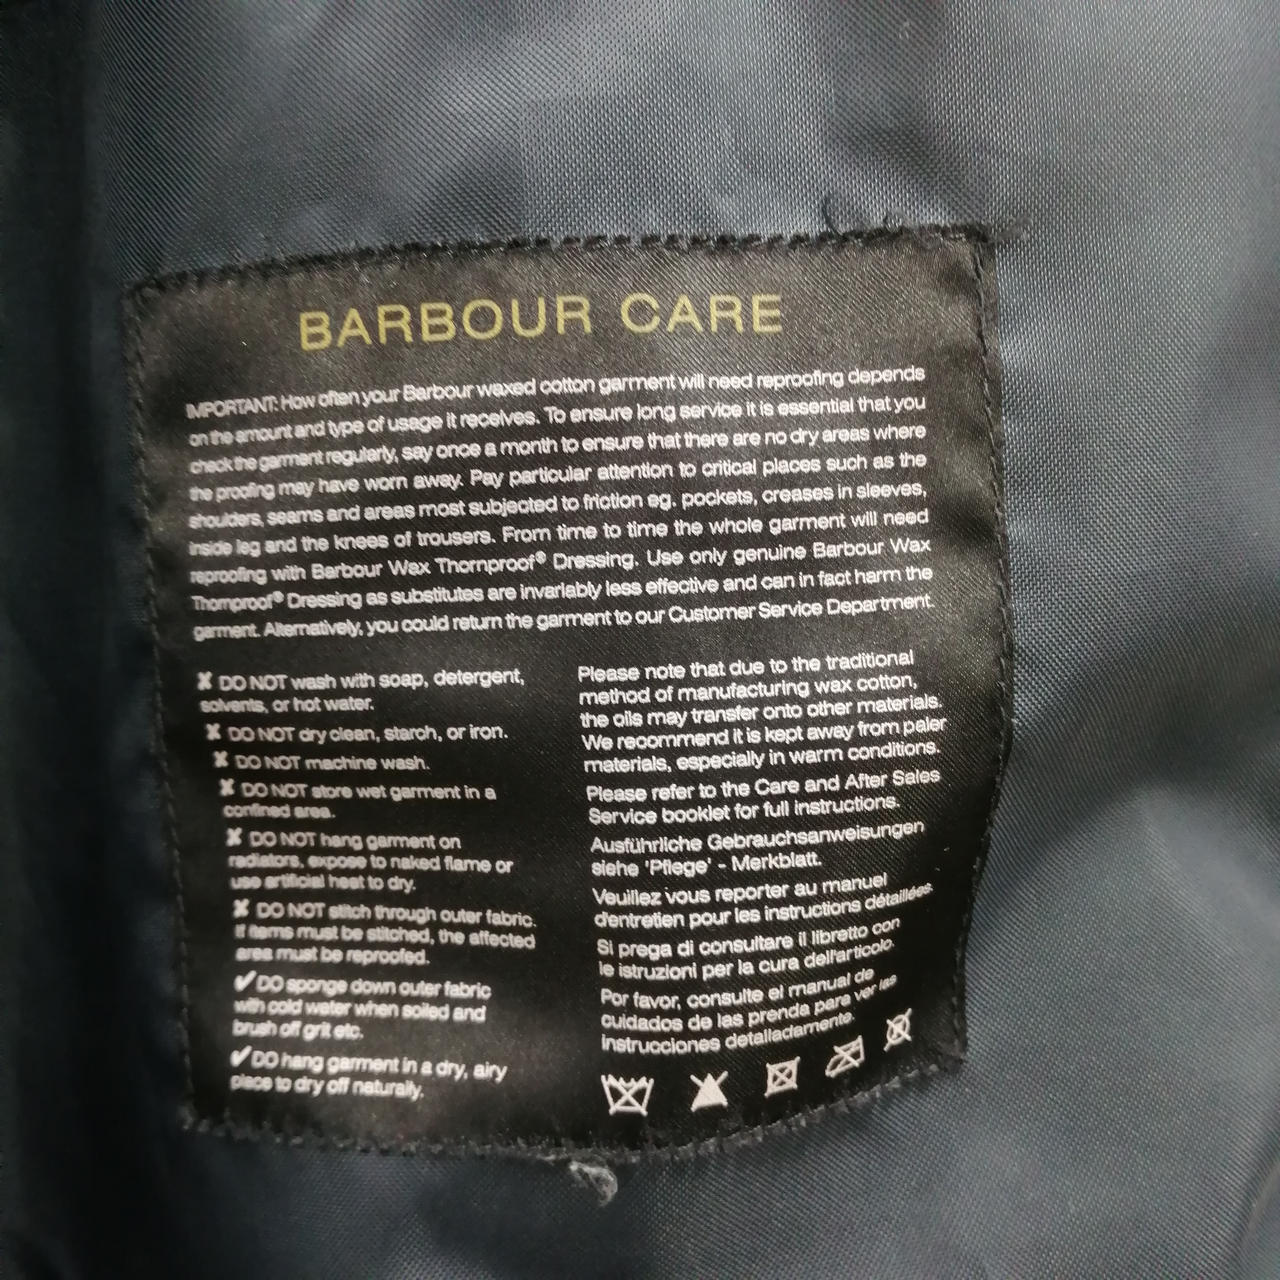 BARBOUR CARE
IMPORTANT: How often your Barbour waxed cotton garment will need reproofing depends
on the amount and type of usage it receives. To ensure long service it is essential that you
check the garment regularly, say once a month to ensure that there are no dry areas where
the proofing may have worn away. Pay particular attention to critical places such as the
shoulders, seams and areas most subjected to friction eg. pockets, creases in sleeves,
inside leg and the knees of trousers. From time to time the whole garment will need
reproofing with Barbour Wax Thornproof® Dressing. Use only genuine Barbour Wax
Thornproof® Dressing as substitutes are invariably less effective and can in fact harm the
garment. Alternatively, you could return the garment to our Customer Service Department.
✘ DO NOT wash with soap, detergent,
solvents, or hot water.
✘ DO NOT dry clean, starch, or iron.
✘ DO NOT machine wash.
✘ DO NOT store wet garment in a
confined area.
✘ DO NOT hang garment on
radiators, expose to naked flame or
use artificial heat to dry.
✘ DO NOT stitch through outer fabric.
If items must be stitched, the affected
area must be reproofed.
✔ DO sponge down outer fabric
with cold water when soiled and
brush off grit etc.
✔ DO hang garment in a dry, airy
place to dry off naturally.
Please note that due to the traditional
method of manufacturing wax cotton,
the oils may transfer onto other materials.
We recommend it is kept away from paler
materials, especially in warm conditions.
Please refer to the Care and After Sales
Service booklet for full instructions.
Ausführliche Gebrauchsanweisungen
siehe 'Pflege' - Merkblatt.
Veuillez vous reporter au manuel
d'entretien pour les instructions détaillées.
Si prega di consultare il libretto con
le istruzioni per la cura dell'articolo.
Por favor, consulte el manual de
cuidados de las prenda para ver las
instrucciones detalladamente.